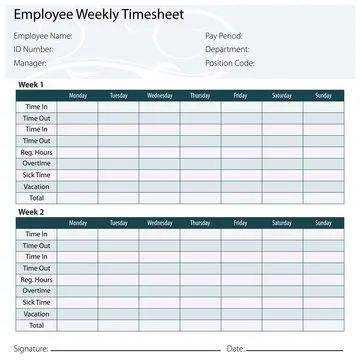 Employee Weekly Timesheet
Employee Name: Pay Period:
ID Number: Department:
Manager: Position Code:
Week 1
Monday Tuesday Wednesday Thursday Friday Saturday Sunday
Time In
Time Out
Time In
Time Out
Reg. Hours
Overtime
Sick Time
Vacation
Total
Week 2
Monday Tuesday Wednesday Thursday Friday Saturday Sunday
Time In
Time Out
Time In
Time Out
Reg. Hours
Overtime
Sick Time
Vacation
Total
Signature: Date: